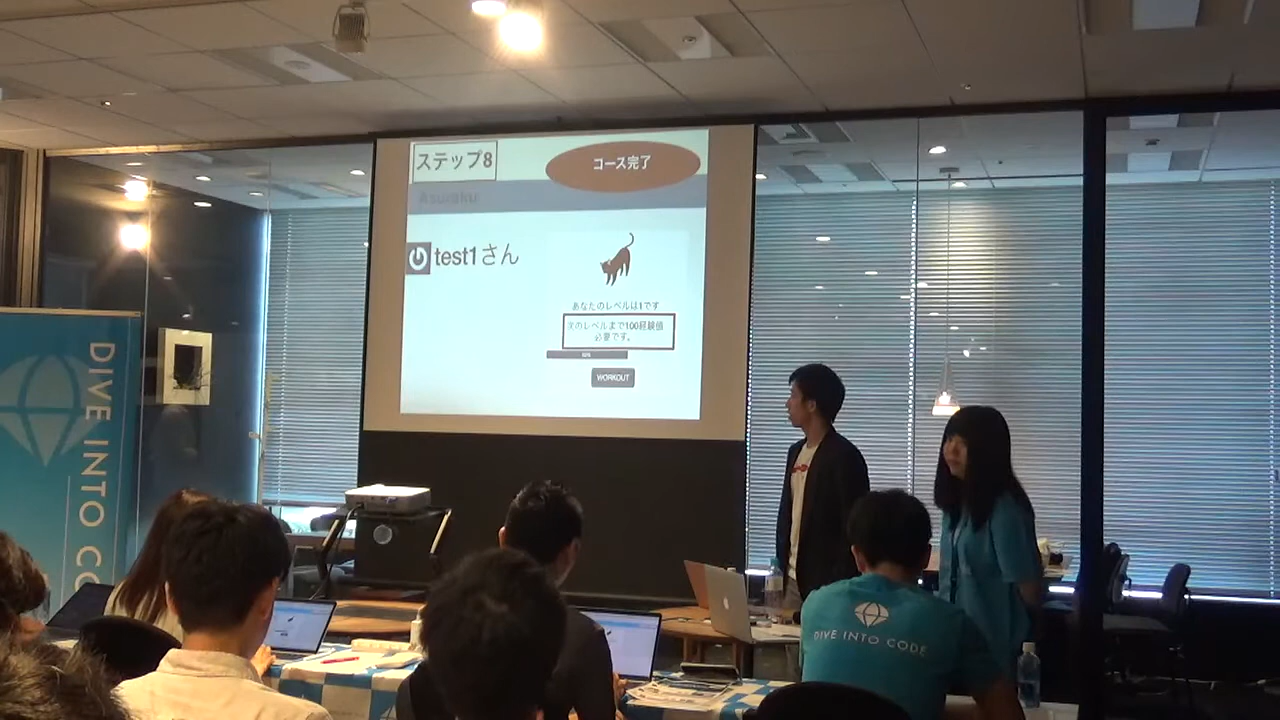 ステップ8
コース完了
Asuraku
test1さん
あなたのレベルは1です
次のレベルまで100経験値
必要です。
WORKOUT
DIVE INTO CO
DIVE INTO CODE